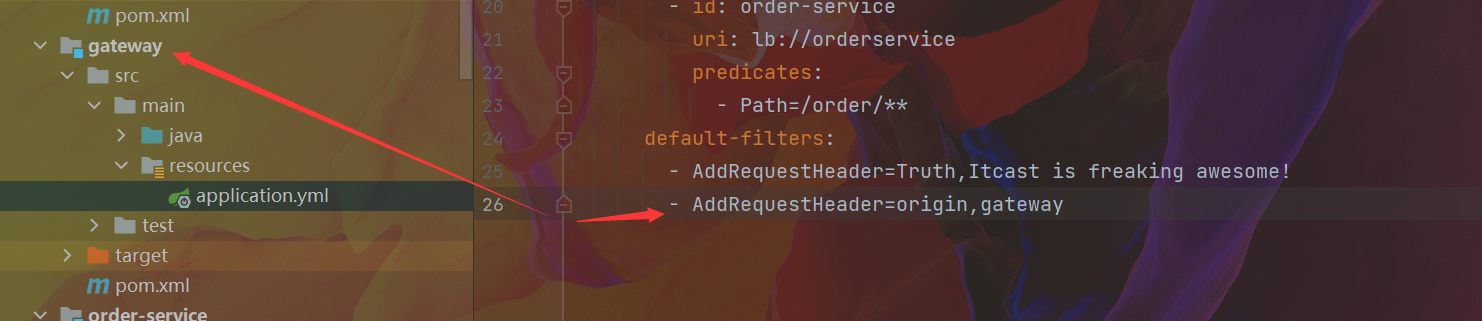 pom.xml
gateway
src
main
java
resources
application.yml
test
target
pom.xml
order-service
20 - id: order-service
21 uri: lb://orderservice
22 predicates:
23 - Path=/order/**
24 default-filters:
25 - AddRequestHeader=Truth,Itcast is freaking awesome!
26 - AddRequestHeader=origin,gateway